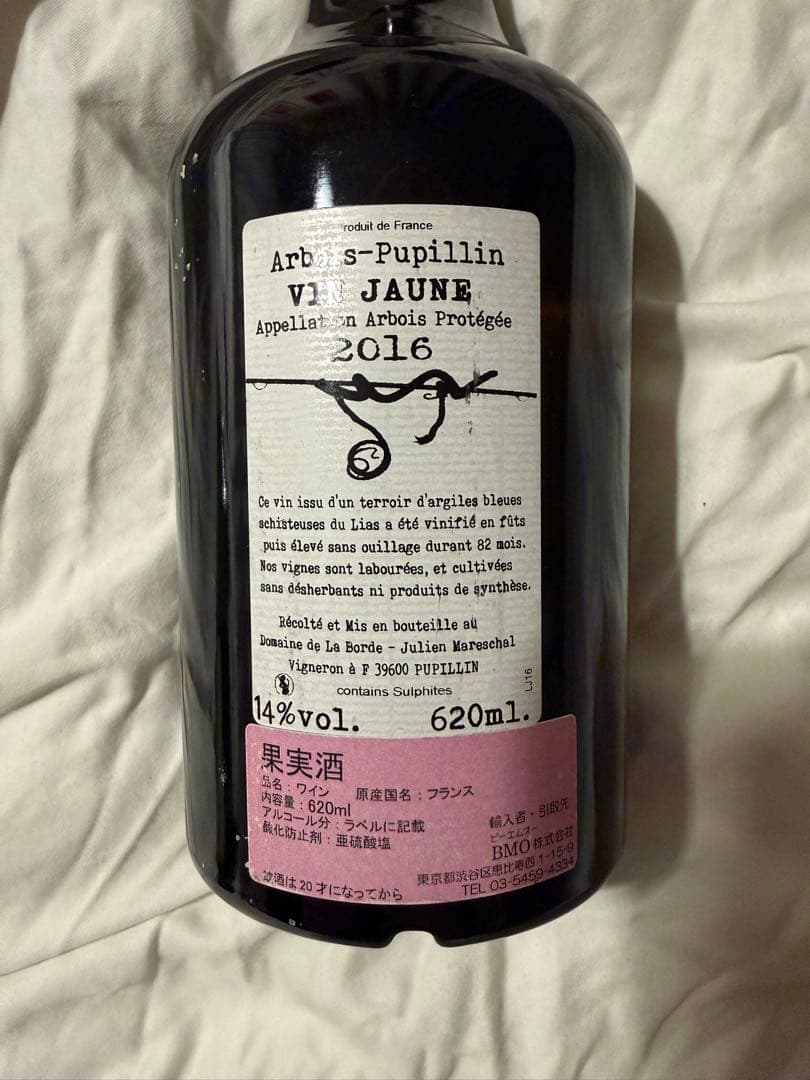 roduit de France
Arbois-Pupillin
VIN JAUNE
Appellation Arbois Protégée
2016
Ce vin issu d'un terroir d'argiles bleues
schisteuses du Lias a été vinifié en fûts
puis élevé sans ouillage durant 82 mois.
Nos vignes sont labourées, et cultivées
sans désherbants ni produits de synthèse.
Récolté et Mis en bouteille au
Domaine de La Borde - Julien Mareschal
Vigneron à F 39600 PUPILLIN
contains Sulphites
LJ16
14%vol. 620ml.
果実酒
品名：ワイン 原産国名：フランス
内容量：620ml
アルコール分：ラベルに記載
酸化防止剤：亜硫酸塩
輸入者・引取先
ビーエムオー
BMO 株式会社
東京都渋谷区恵比寿西1-15-9
TEL 03-5459-4334
飲酒は20才になってから